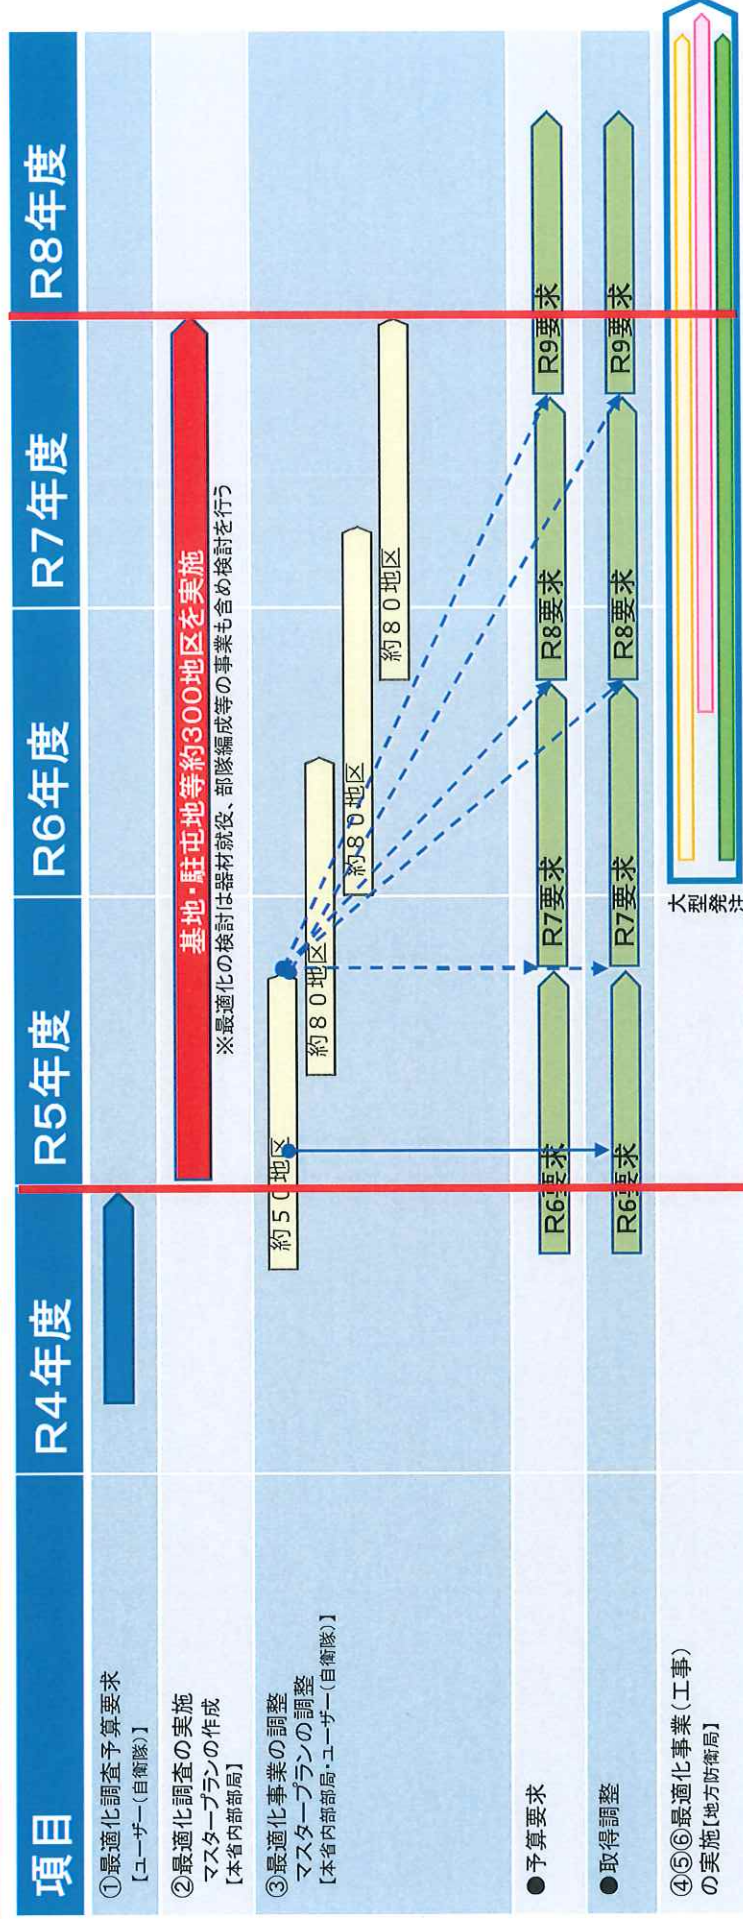 項目
R4年度
R5年度
R6年度
R7年度
R8年度
①最適化調査予算要求
【ユーザー(自衛隊)】
②最適化調査の実施
マスタープランの作成
【本省内部部局】
基地・駐屯地等約300地区を実施
※最適化の検討は器材就役、部隊編成等の事業も含め検討を行う
③最適化事業の調整
マスタープランの調整
【本省内部部局・ユーザー(自衛隊)】
約50地区
約80地区
約80地区
約80地区
●予算要求
R6要求
R7要求
R8要求
R9要求
●取得調整
R6要求
R7要求
R8要求
R9要求
④⑤⑥最適化事業(工事)
の実施【地方防衛局】
大型発注